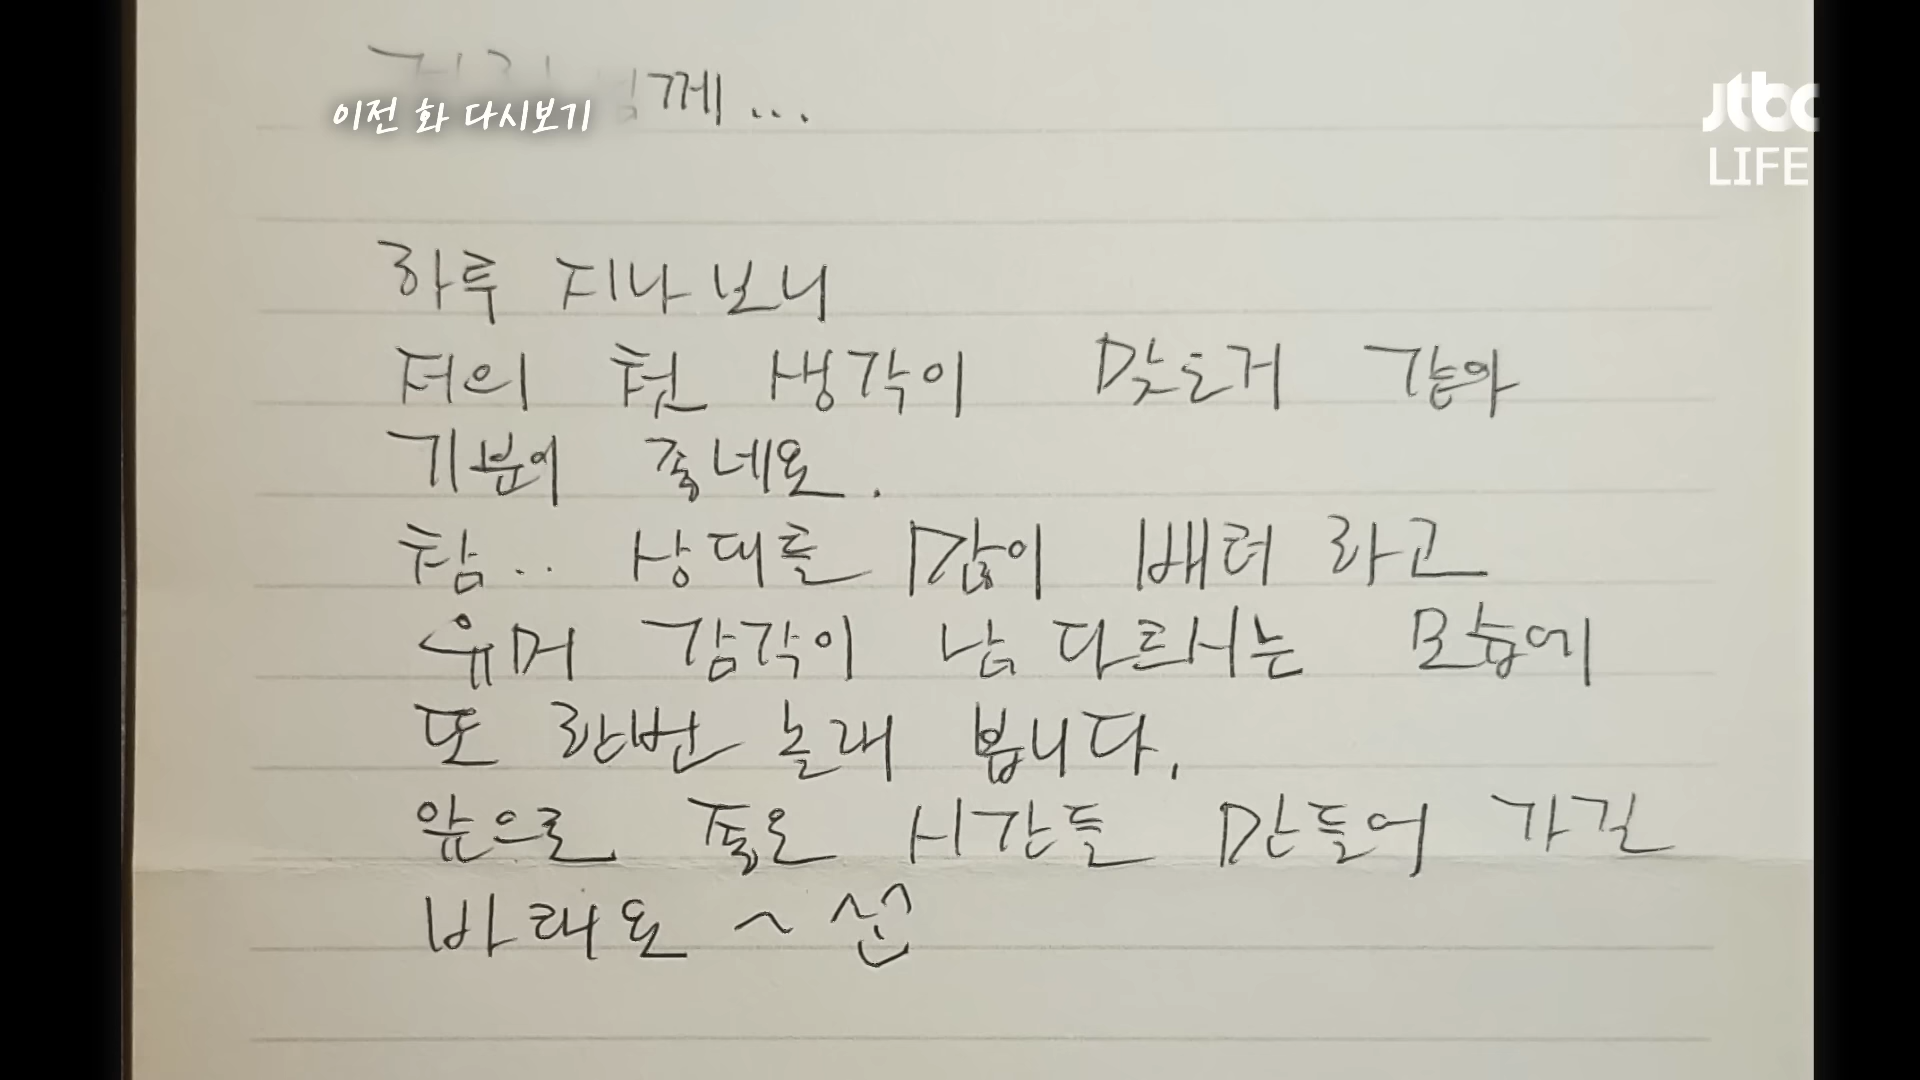 께...
이전 화 다시보기
jtbc
LIFE
하루 지나보니
저의 첫 생각이 맞는거 같아
기분이 좋네요.
참.. 상대를 많이 배려 하고
유머 감각이 남 다르시는 모습에
또 한번 놀래 봅니다.
앞으로 좋은 시간들 만들어 가길
바래요 ~ ^^